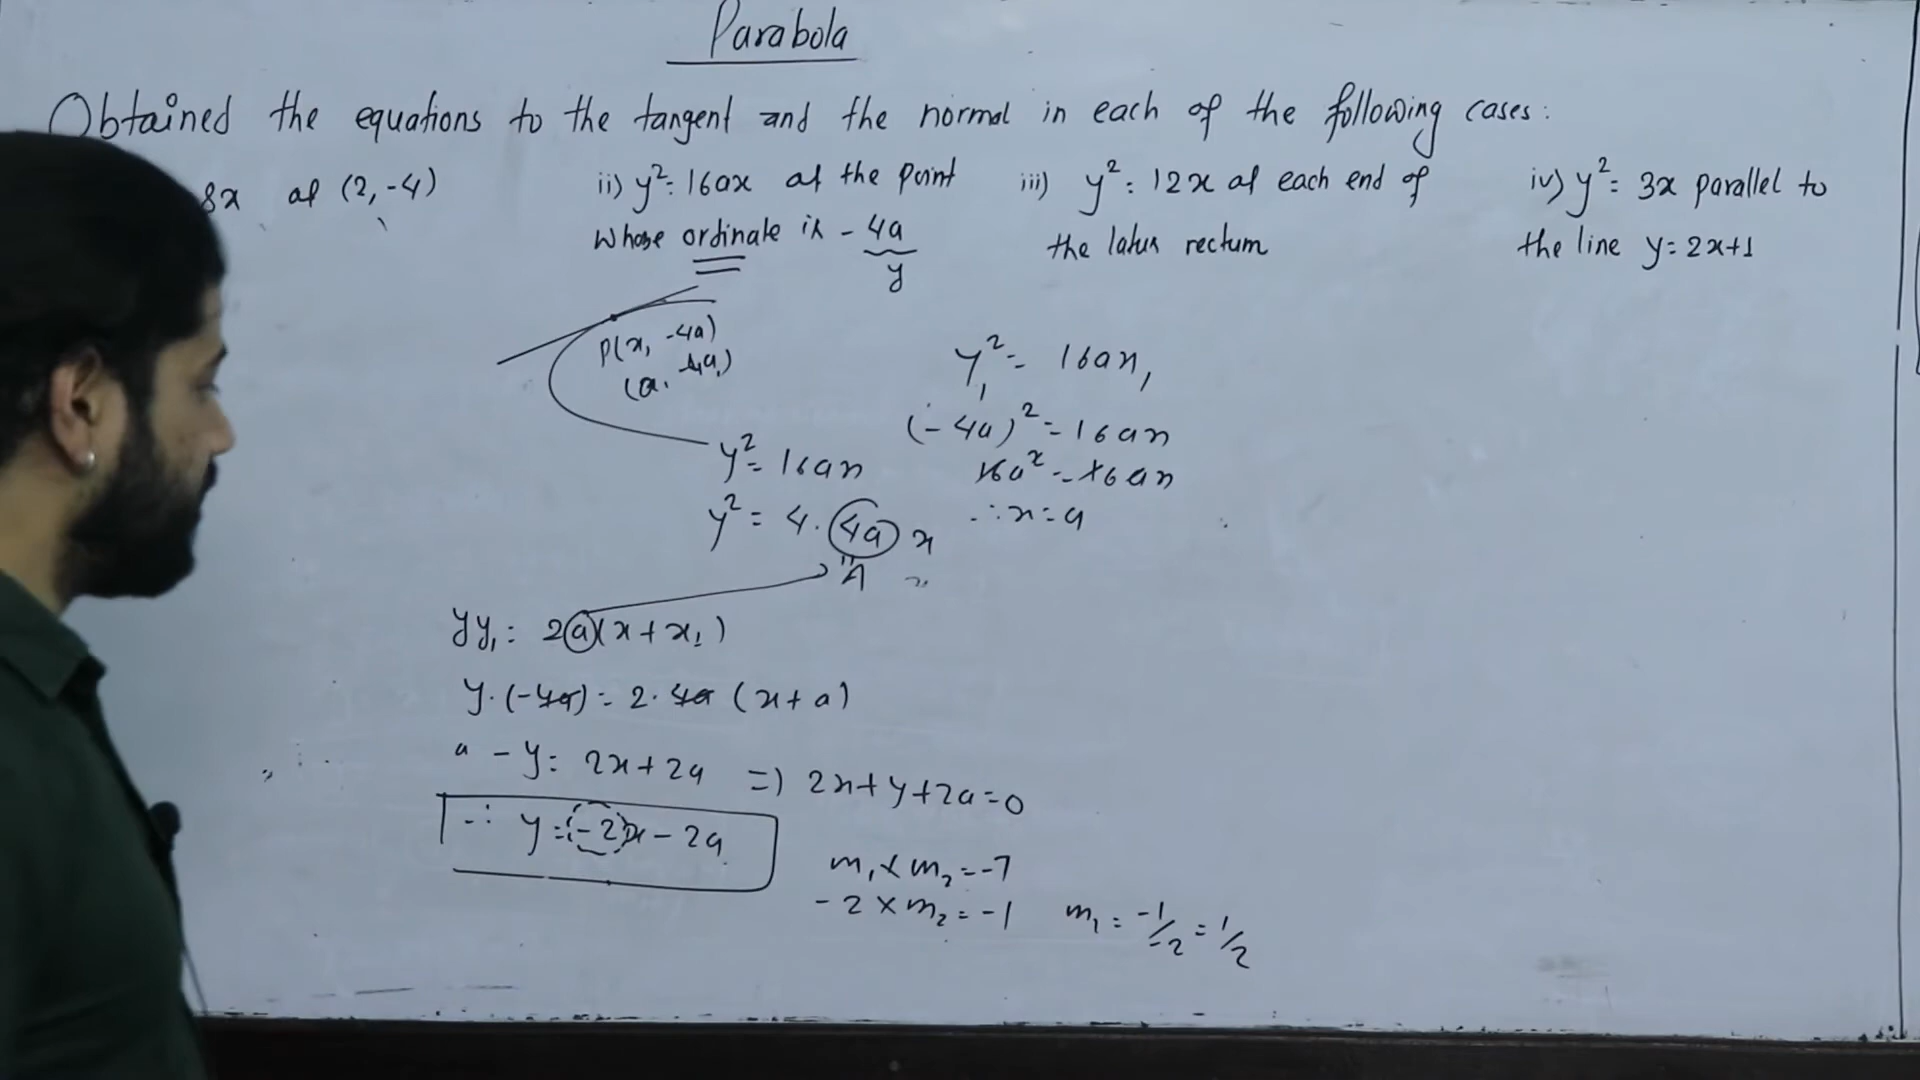 Parabola
Obtained the equations to the tangent and the normal in each of the following cases:
8x at (2,-4)
ii) y²=16ax at the point
whose ordinate is -4a
y
iii) y²=12x at each end of
the latus rectum
iv) y²=3x parallel to
the line y=2x+1
P(x, -4a)
(a, -4a)
y²=16ax
y²=4.4a x
A
y₁²=16ax₁
(-4a)²=16ax
16a²=16ax
∴x=a
yy₁=2a(x+x₁)
y.(-4a)=2.4a(x+a)
a -y=2x+2a => 2x+y+2a=0
∴ y=-2x-2a
m₁×m₂=-1
-2×m₂=-1 m₂=-1/-2=1/2